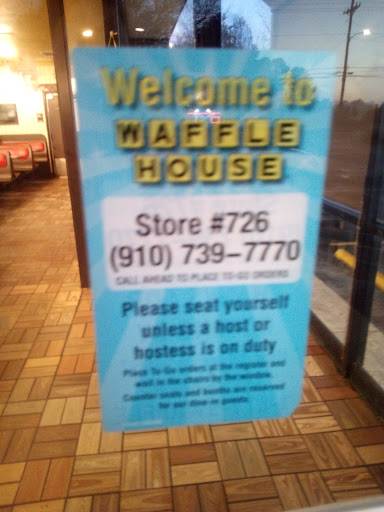 Welcome to
WAFFLE
HOUSE
Store #726
(910) 739-7770
CALL AHEAD TO PLACE TO-GO ORDERS
Please seat yourself
unless a host or
hostess is on duty
Place To Go orders at the register and
wait in the chairs by the window.
Counter seats and booths are reserved
for our dine-in guests.